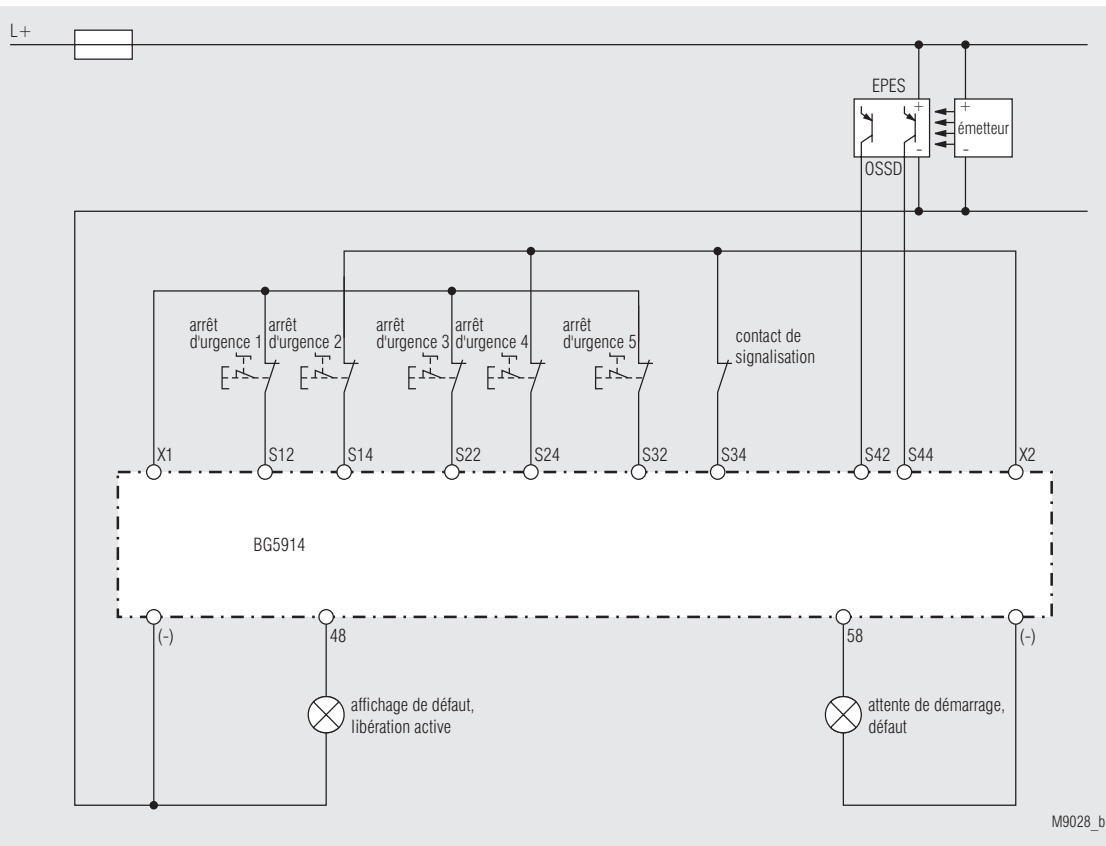 L+
EPES
+
+
émetteur
-
-
OSSD
arrêt
d'urgence 1
arrêt
d'urgence 2
arrêt
d'urgence 3
arrêt
d'urgence 4
arrêt
d'urgence 5
contact de
signalisation
X1
S12
S14
S22
S24
S32
S34
S42
S44
X2
BG5914
(-)
48
58
(-)
affichage de défaut,
libération active
attente de démarrage,
défaut
M9028_b